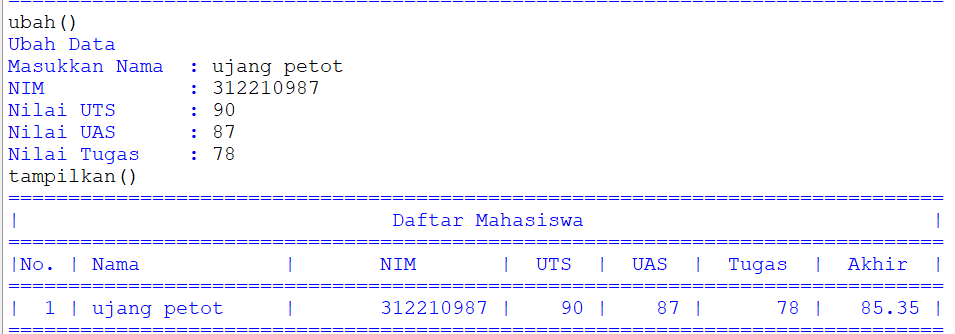 ==============================================================================
ubah()
Ubah Data
Masukkan Nama  : ujang petot
NIM            : 312210987
Nilai UTS      : 90
Nilai UAS      : 87
Nilai Tugas    : 78
tampilkan()
==============================================================================
|                               Daftar Mahasiswa                             |
==============================================================================
|No. | Nama            |       NIM       |  UTS  |  UAS  |  Tugas  |  Akhir  |
==============================================================================
|  1 | ujang petot     |       312210987 |    90 |    87 |      78 |   85.35 |
==============================================================================